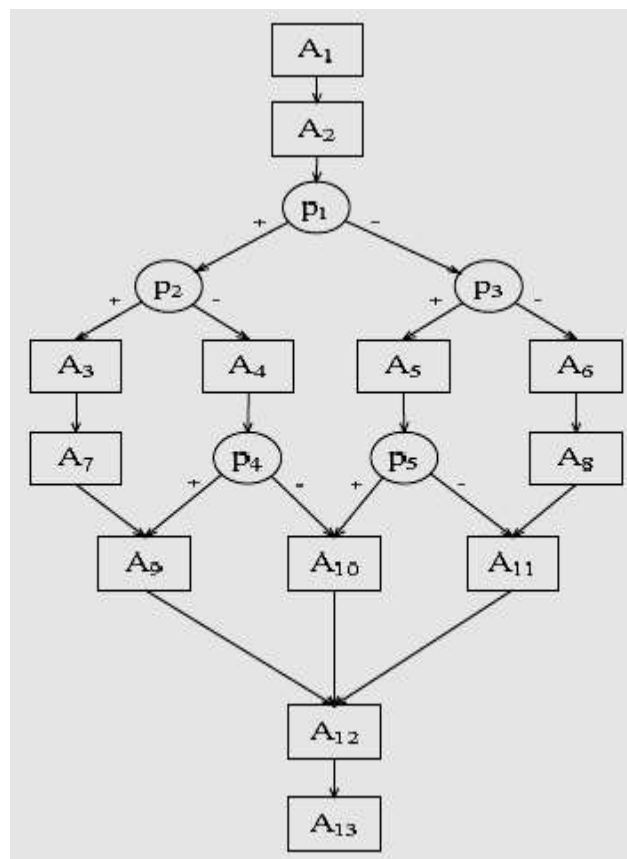 A₁
A₂
p₁
+ -
p₂ p₃
+ - + -
A₃ A₄ A₅ A₆
A₇ p₄ p₅ A₈
+ - + -
A₉ A₁₀ A₁₁
A₁₂
A₁₃